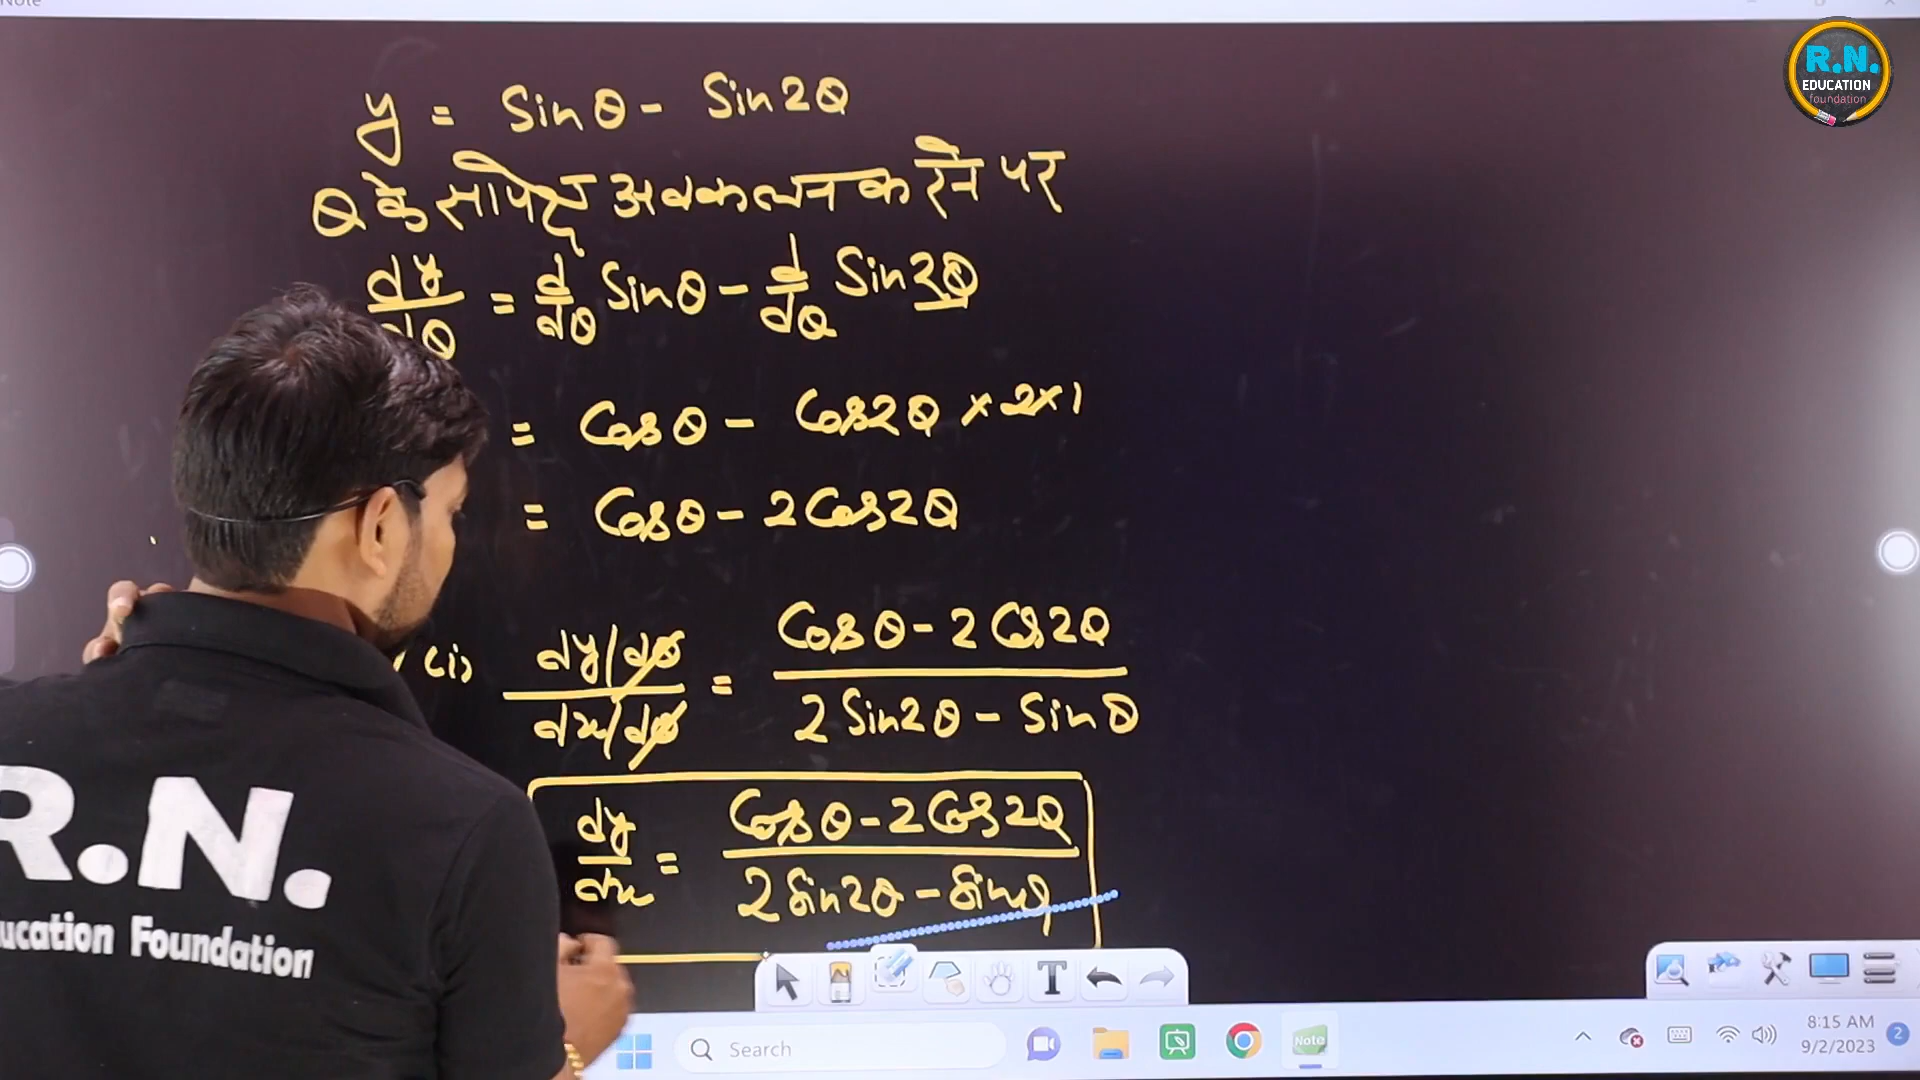 Note
R.N.
EDUCATION
foundation
y = Sinθ - Sin2θ
θ के सापेक्ष अवकलन करने पर
dy/dθ = d/dθ Sinθ - d/dθ Sin2θ
= Cosθ - Cos2θ × 2×1
= Cosθ - 2Cos2θ
(i) dy/dθ / dx/dθ = Cosθ - 2Cos2θ / 2Sin2θ - Sinθ
dy/dx = Cosθ - 2Cos2θ / 2Sin2θ - Sinθ
R.N.
ucation Foundation
T
Search
Note
8:15 AM
9/2/2023
2